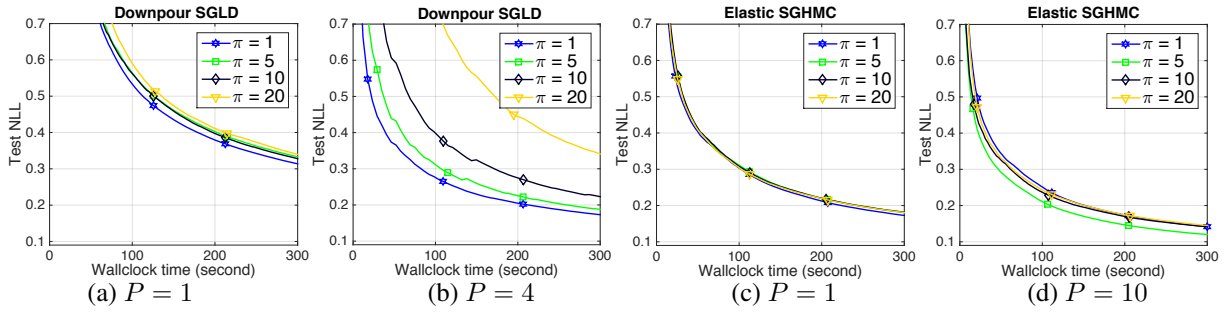 Downpour SGLD
Test NLL
0.7
0.6
0.5
0.4
0.3
0.2
0.1
π = 1
π = 5
π = 10
π = 20
0
100
200
300
Wallclock time (second)
(a) P = 1
Downpour SGLD
Test NLL
0.7
0.6
0.5
0.4
0.3
0.2
0.1
π = 1
π = 5
π = 10
π = 20
0
100
200
300
Wallclock time (second)
(b) P = 4
Elastic SGHMC
Test NLL
0.7
0.6
0.5
0.4
0.3
0.2
0.1
π = 1
π = 5
π = 10
π = 20
0
100
200
300
Wallclock time (second)
(c) P = 1
Elastic SGHMC
Test NLL
0.7
0.6
0.5
0.4
0.3
0.2
0.1
π = 1
π = 5
π = 10
π = 20
0
100
200
300
Wallclock time (second)
(d) P = 10